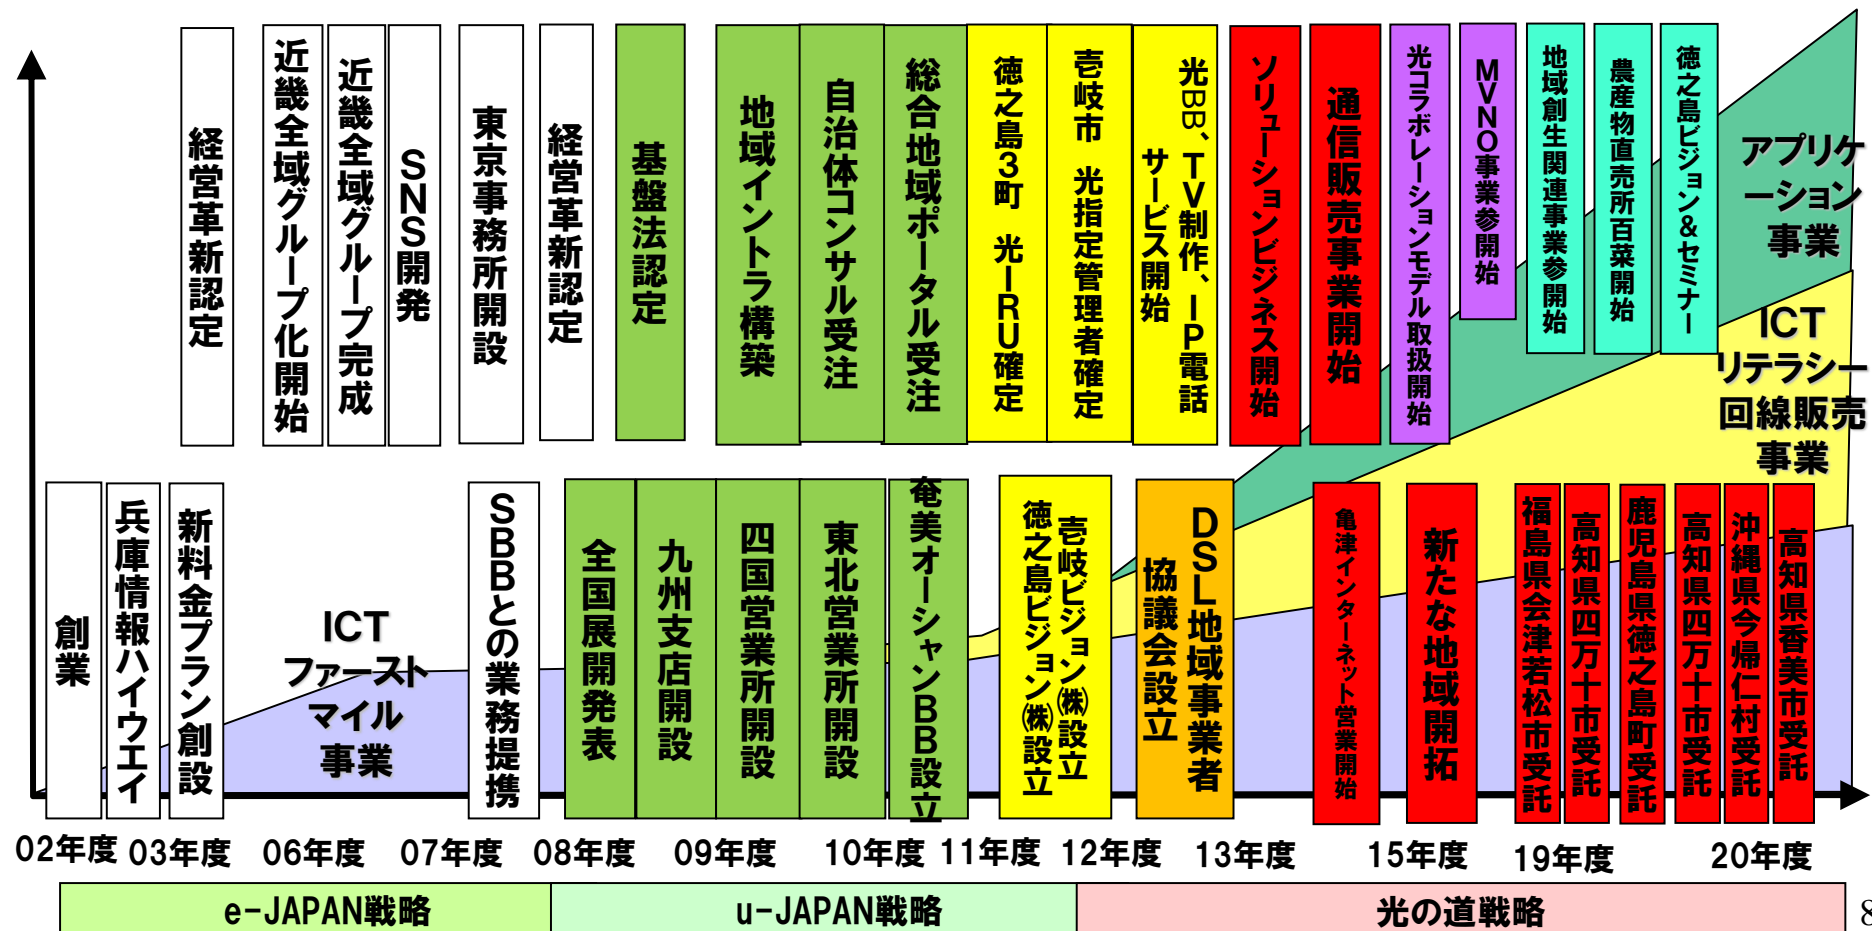 経営革新認定
近畿全域グループ化開始
近畿全域グループ完成
SNS開発
東京事務所開設
経営革新認定
基盤法認定
地域イントラ構築
自治体コンサル受注
総合地域ポータル受注
徳之島3町 光IRU確定
壱岐市 光指定管理者確定
光BB、TV制作、IP電話
サービス開始
ソリューションビジネス開始
通信販売事業開始
光コラボレーションモデル取扱開始
MVNO事業参開始
地域創生関連事業参開始
農産物直売所百菜開始
徳之島ビジョン&セミナー
アプリケ
ーション
事業
ICT
リテラシー
回線販売
事業
創業
兵庫情報ハイウエイ
新料金プラン創設
ICT
ファースト
マイル
事業
SBBとの業務提携
全国展開発表
九州支店開設
四国営業所開設
東北営業所開設
奄美オーシャンBB設立
壱岐ビジョン㈱設立
徳之島ビジョン㈱設立
DSL地域事業者
協議会設立
亀津インターネット営業開始
新たな地域開拓
福島県会津若松市受託
高知県四万十市受託
鹿児島県徳之島町受託
高知県四万十市受託
沖縄県今帰仁村受託
高知県香美市受託
02年度 03年度 06年度 07年度 08年度 09年度 10年度 11年度 12年度 13年度 15年度 19年度 20年度
e-JAPAN戦略 u-JAPAN戦略 光の道戦略
8